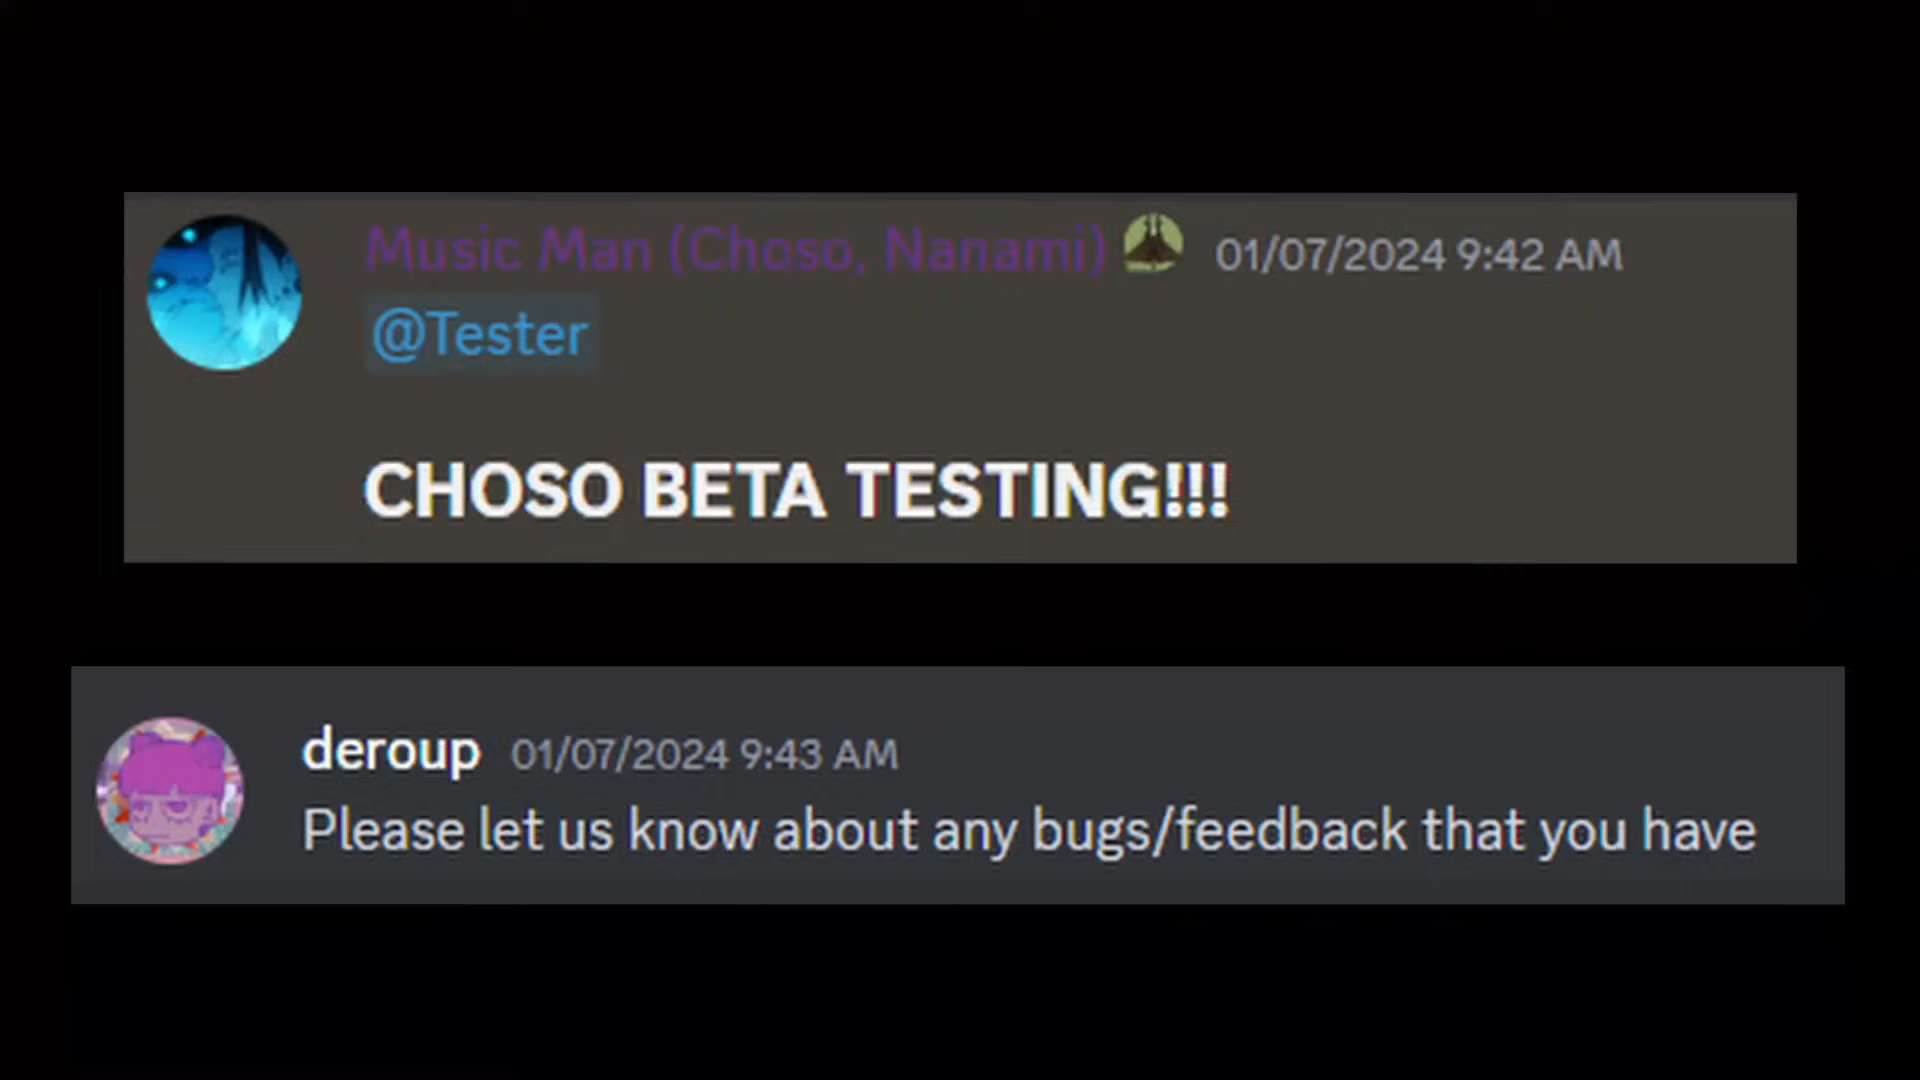 Music Man (Choso, Nanami) 01/07/2024 9:42 AM
@Tester
CHOSO BETA TESTING!!!
deroup 01/07/2024 9:43 AM
Please let us know about any bugs/feedback that you have